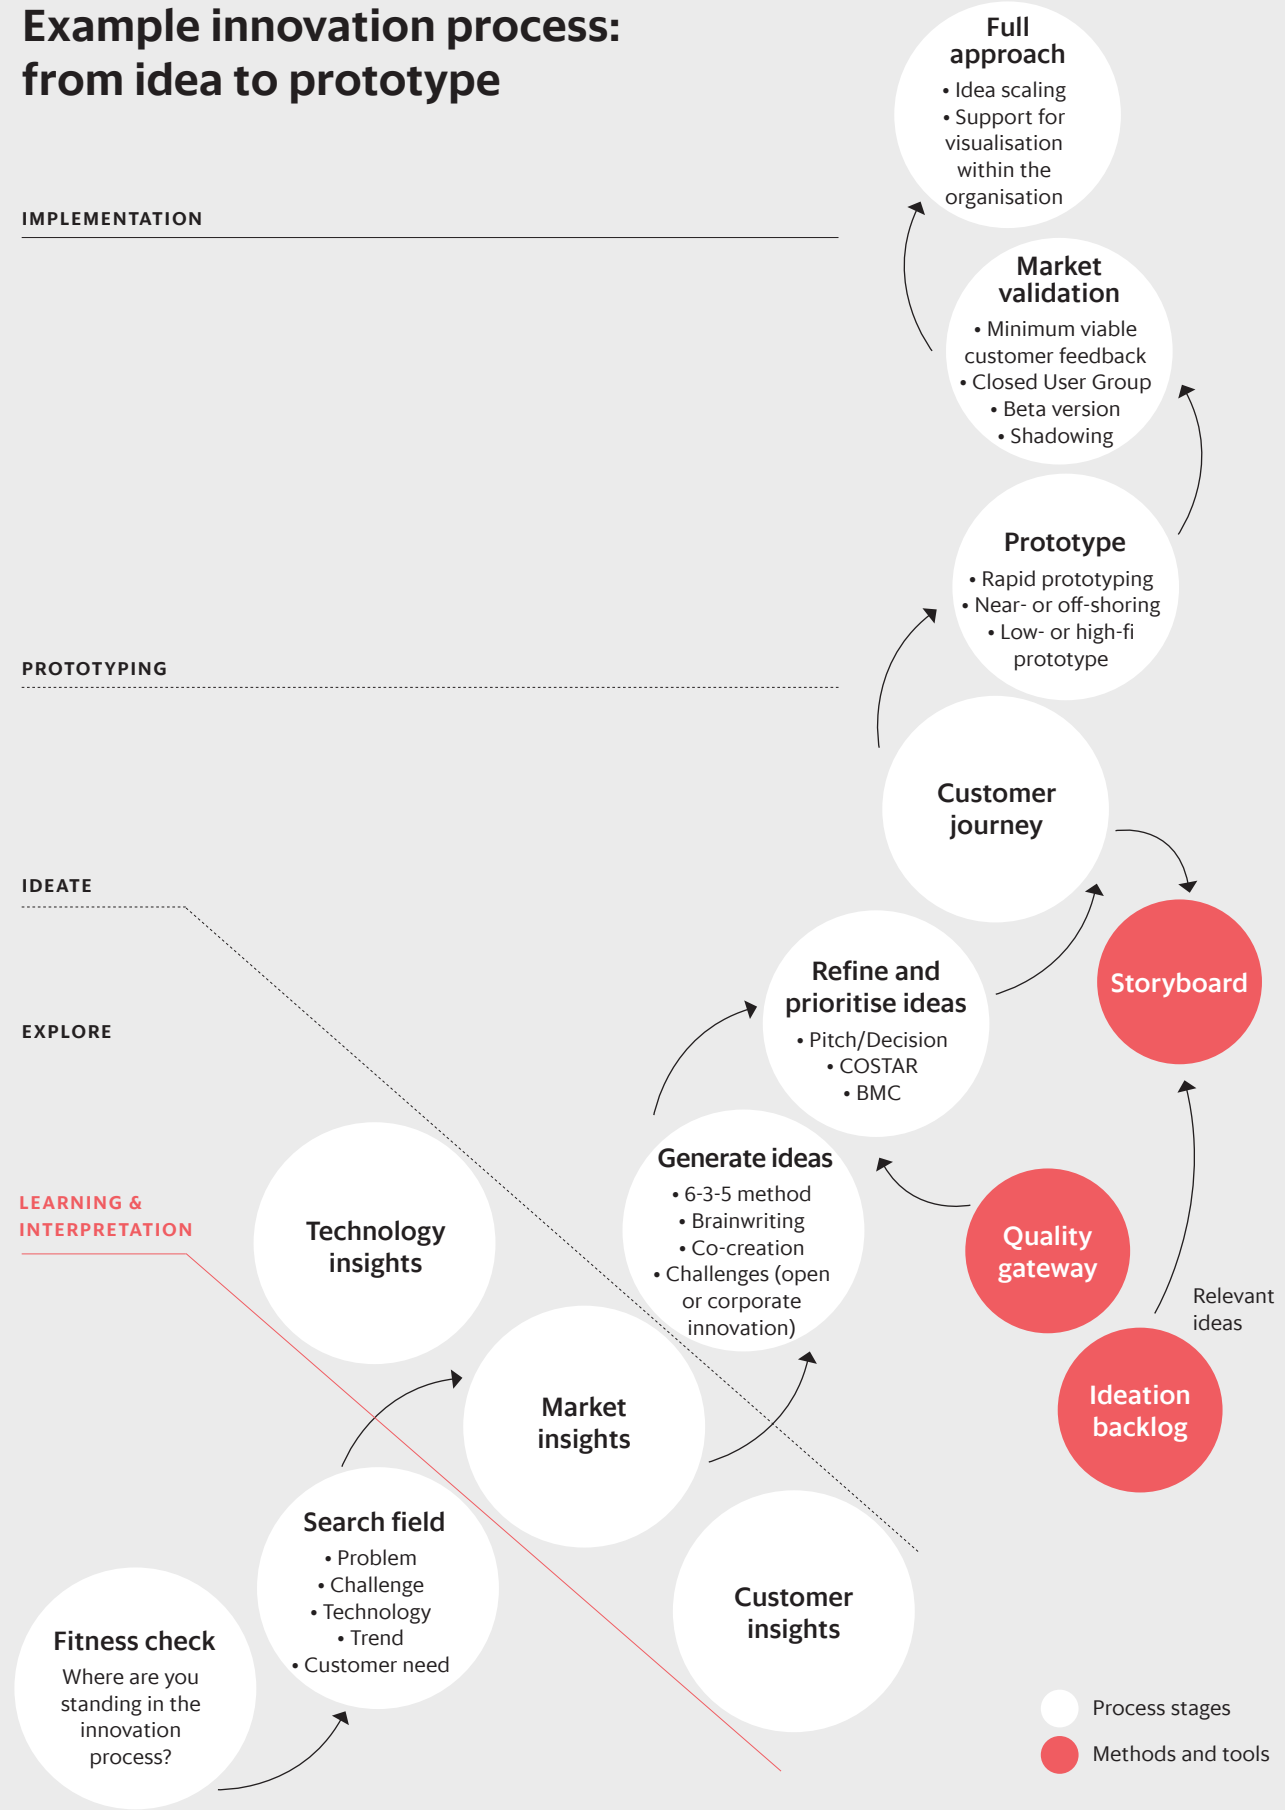 Example innovation process:
from idea to prototype
Full
approach
• Idea scaling
• Support for
visualisation
within the
organisation
IMPLEMENTATION
Market
validation
• Minimum viable
customer feedback
• Closed User Group
• Beta version
• Shadowing
Prototype
• Rapid prototyping
• Near- or off-shoring
• Low- or high-fi
prototype
PROTOTYPING
Customer
journey
IDEATE
Storyboard
Refine and
prioritise ideas
• Pitch/Decision
• COSTAR
• BMC
EXPLORE
Generate ideas
• 6-3-5 method
• Brainwriting
• Co-creation
• Challenges (open
or corporate
innovation)
LEARNING &
INTERPRETATION
Technology
insights
Quality
gateway
Relevant
ideas
Ideation
backlog
Market
insights
Search field
• Problem
• Challenge
• Technology
• Trend
• Customer need
Customer
insights
Fitness check
Where are you
standing in the
innovation
process?
Process stages
Methods and tools